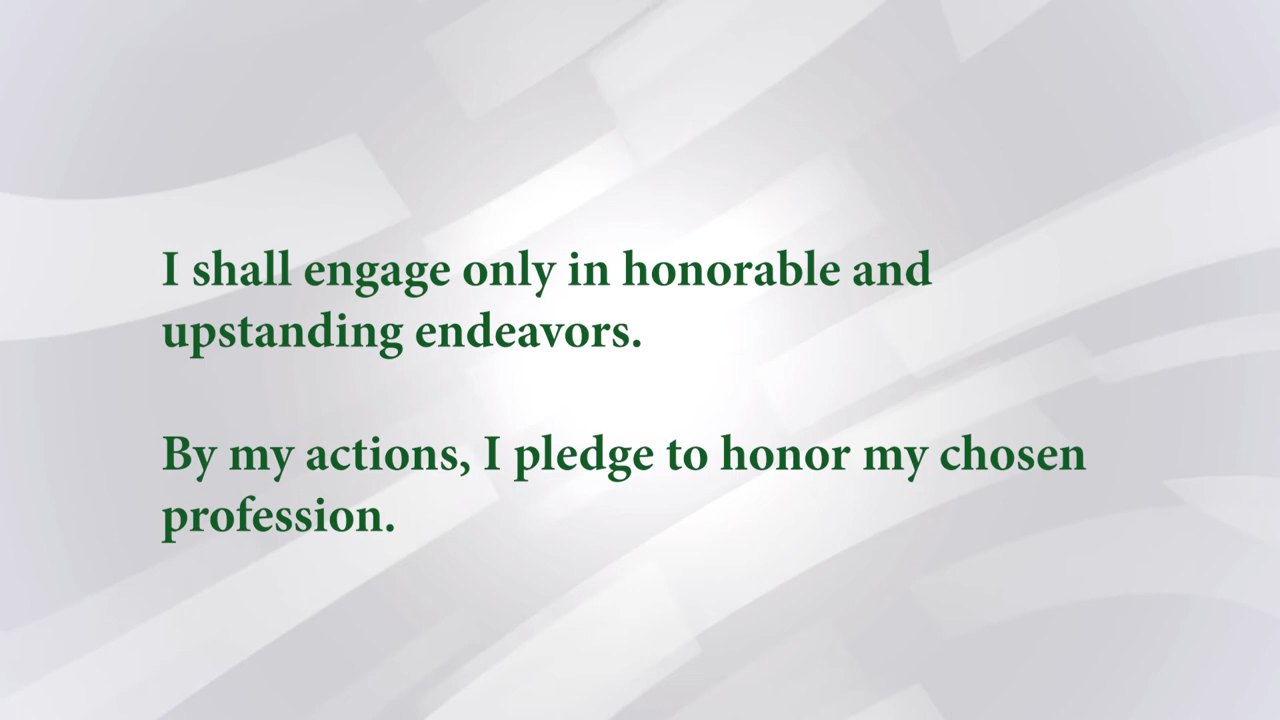 I shall engage only in honorable and
upstanding endeavors.
By my actions, I pledge to honor my chosen
profession.